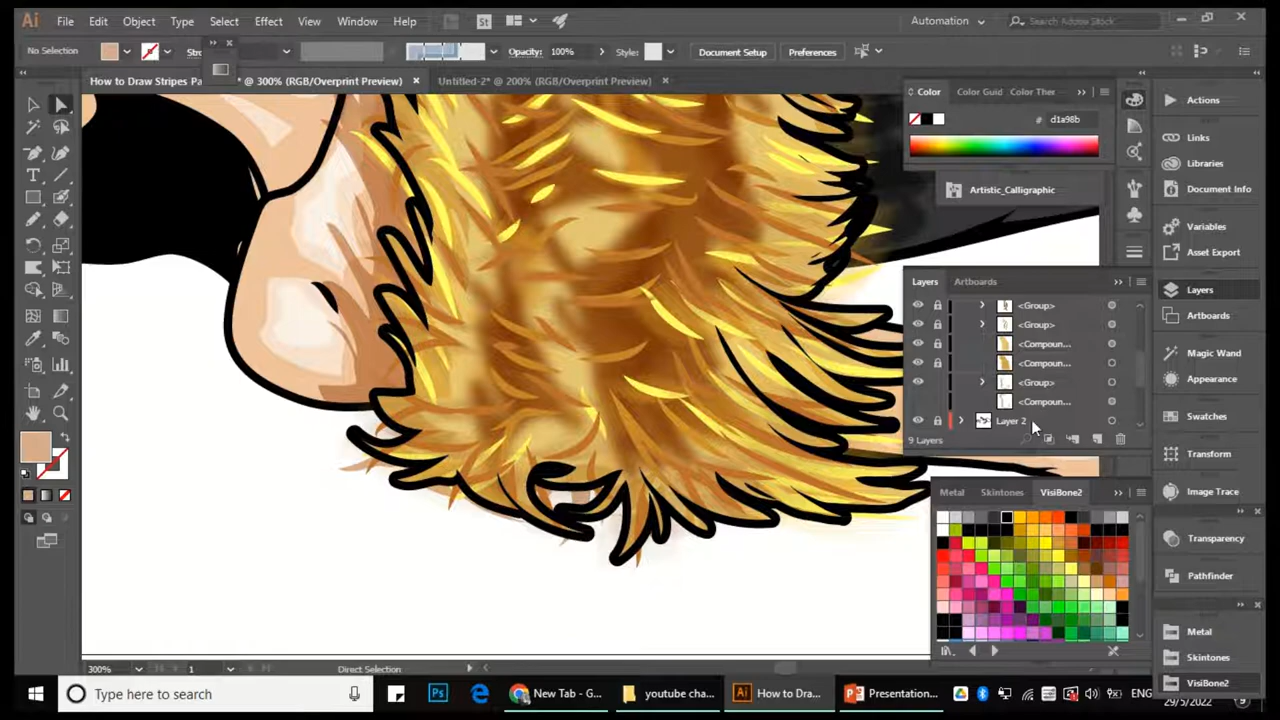 Ai File Edit Object Type Select Effect View Window Help St Automation Search Adobe Stock
No Selection Opacity: 100% Style: Document Setup Preferences
How to Draw Stripes Pa * @ 300% (RGB/Overprint Preview) × Untitled-2* @ 200% (RGB/Overprint Preview) ×
Color Color Guid Color Ther
# d1a98b
Artistic_Calligraphic
Layers Artboards
<Group>
<Group>
<Compoun...
<Compoun...
<Group>
<Compoun...
Layer 2
9 Layers
Metal Skintones VisiBone2
Actions
Links
Libraries
Document Info
Variables
Asset Export
Layers
Artboards
Magic Wand
Appearance
Swatches
Transform
Image Trace
Transparency
Pathfinder
Metal
Skintones
VisiBone2
300% 1 Direct Selection
Type here to search Ps New Tab - G... youtube cha... Ai How to Dra... Presentation... ENG
29/5/2022